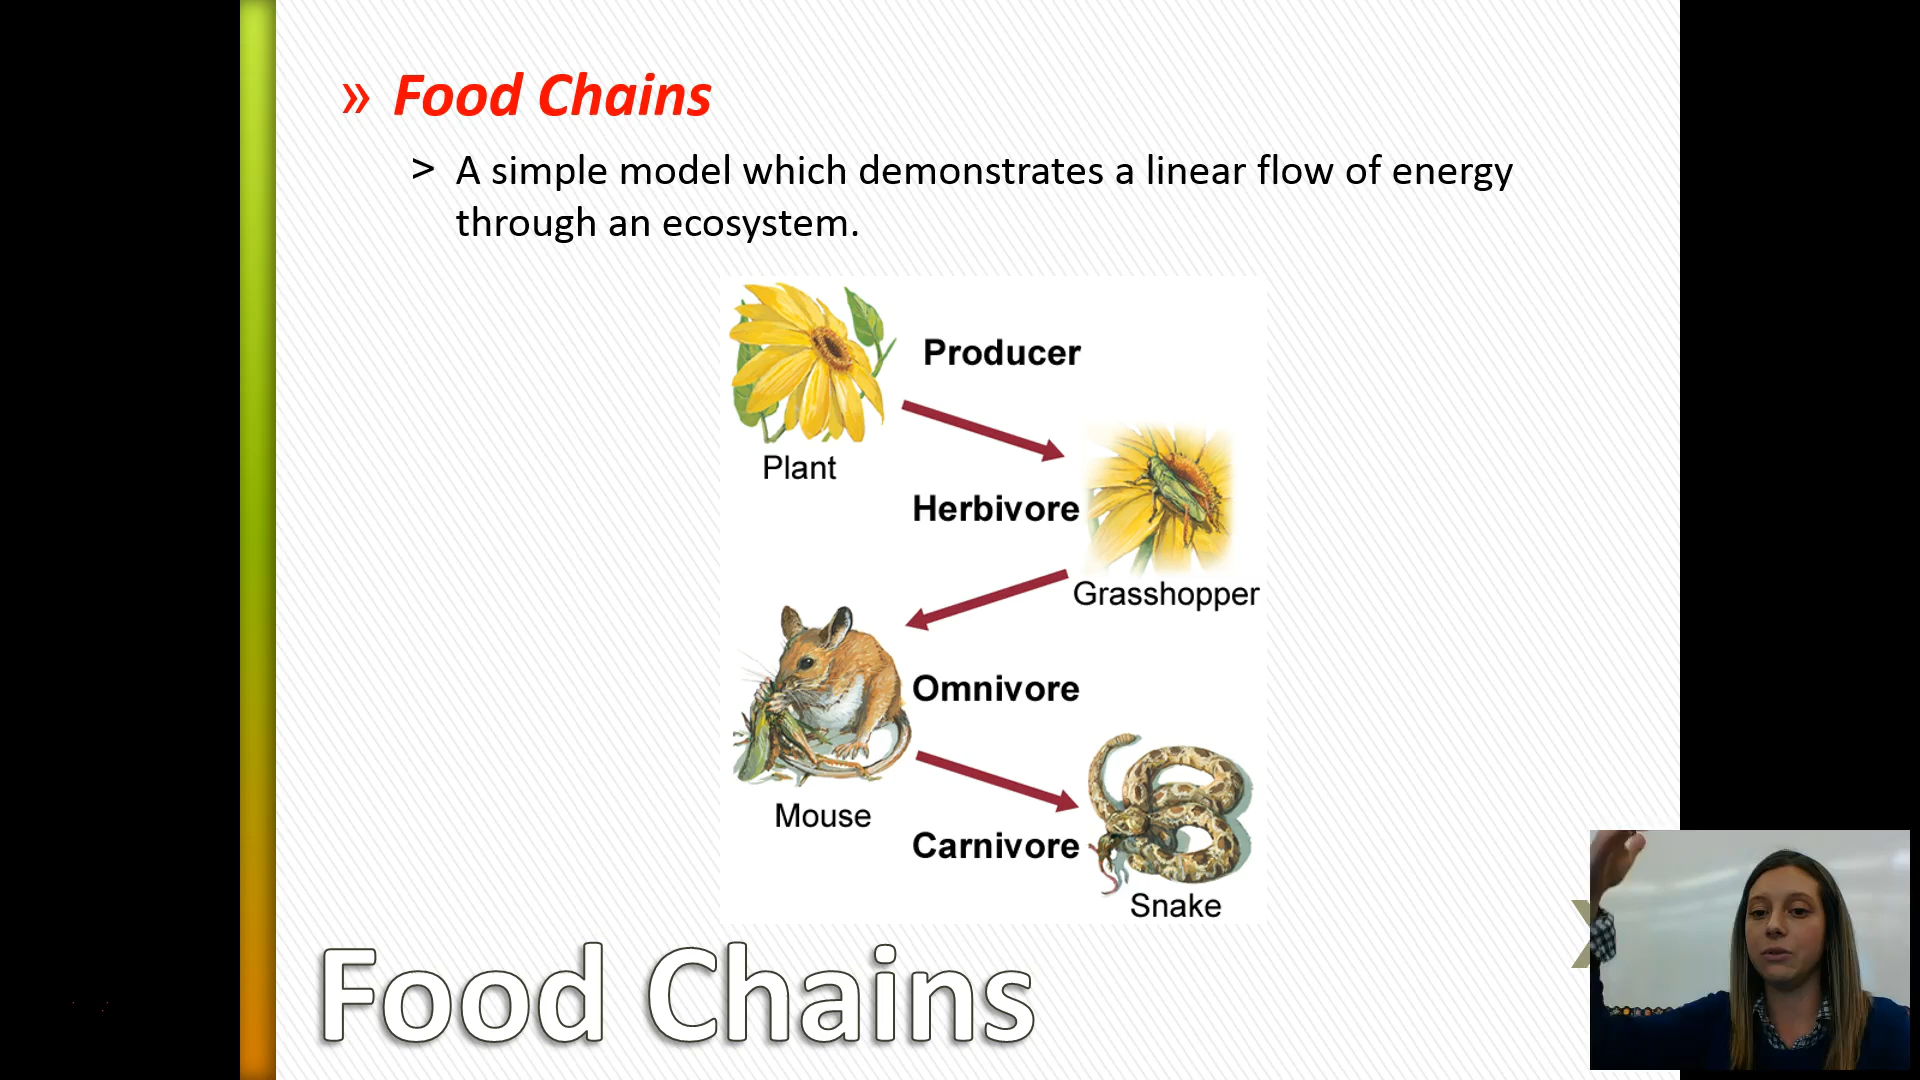 » Food Chains
> A simple model which demonstrates a linear flow of energy
through an ecosystem.
Producer
Plant
Herbivore
Grasshopper
Omnivore
Mouse
Carnivore
Snake
Food Chains